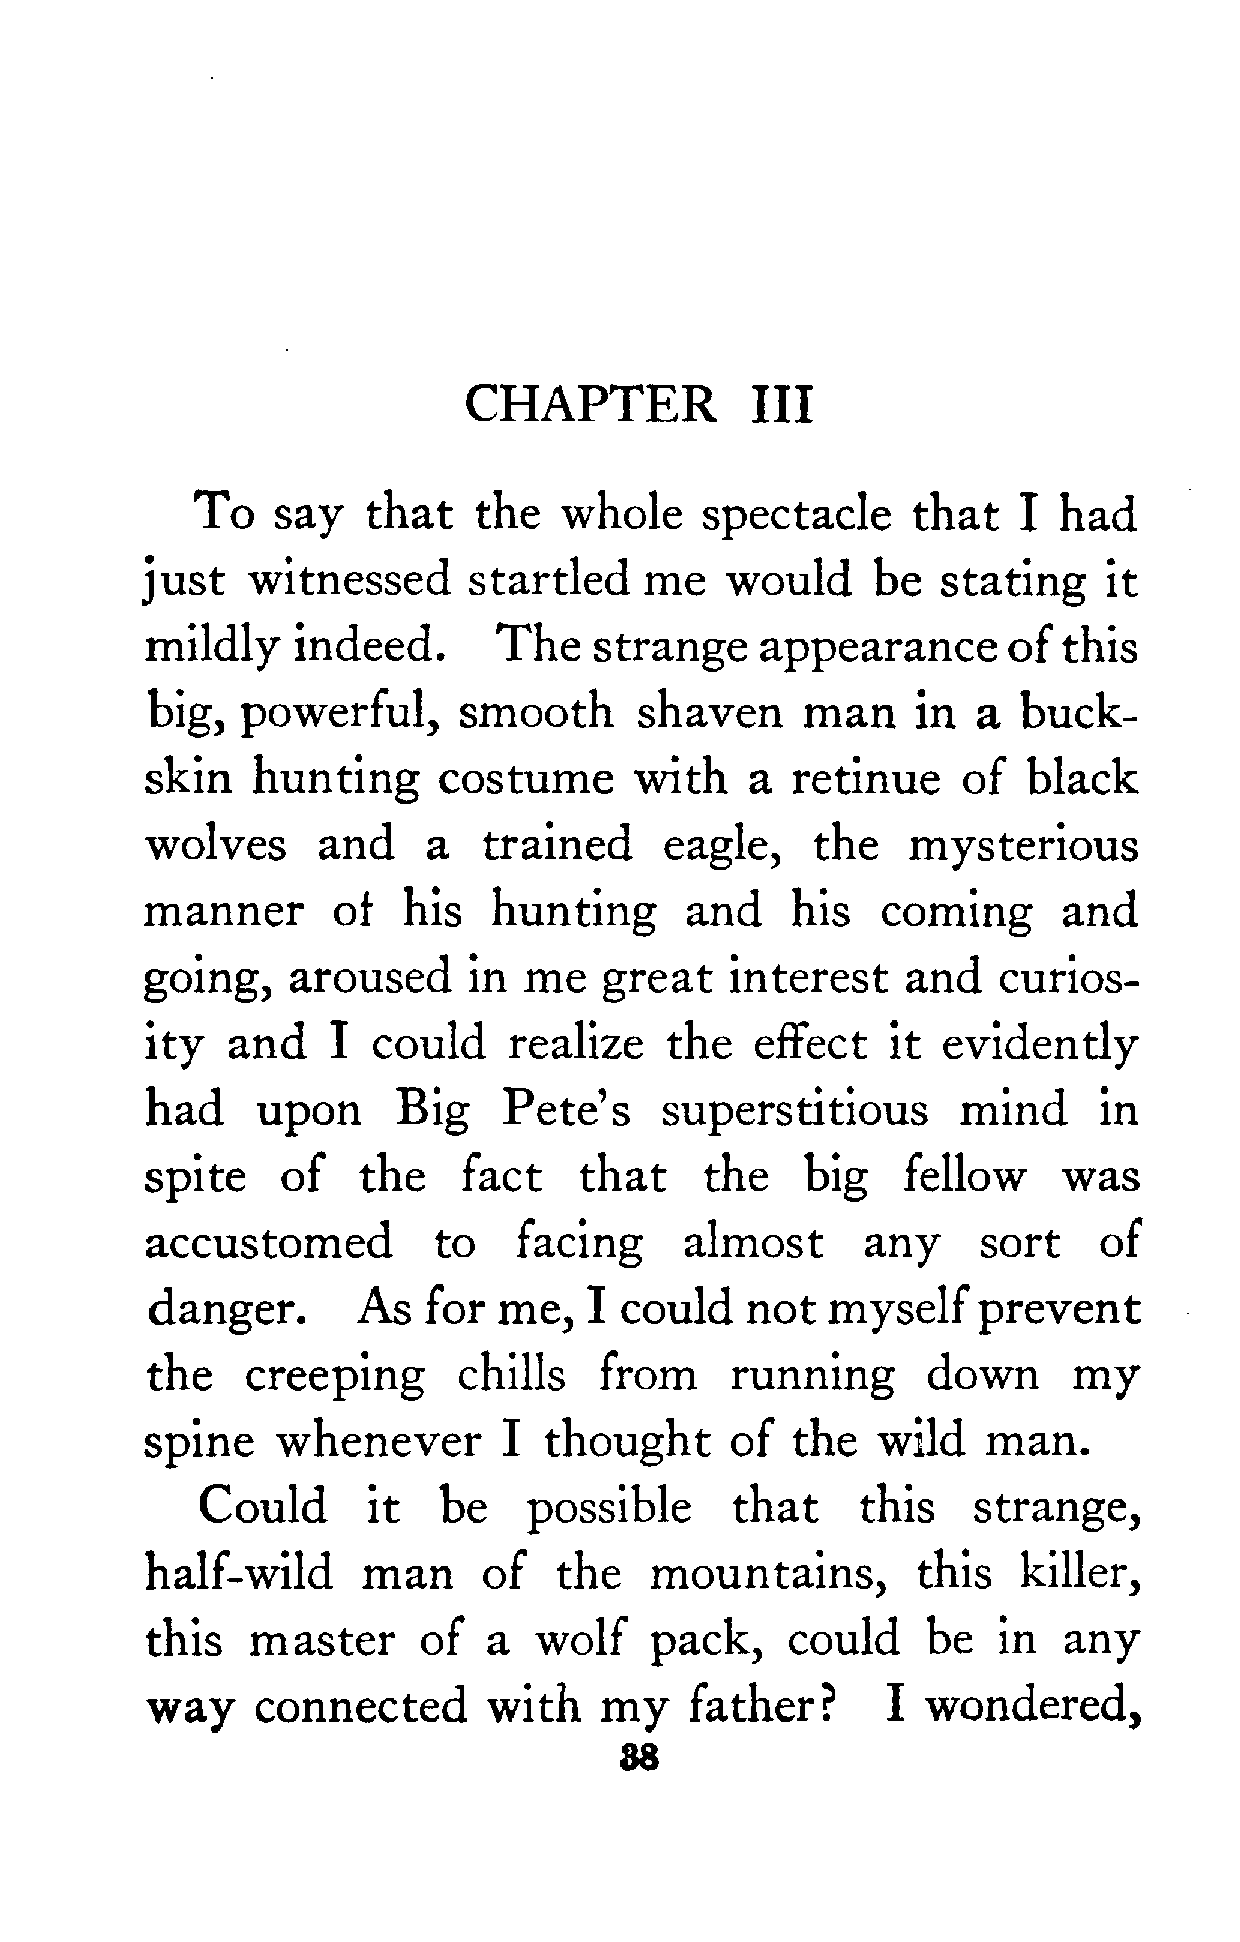 CHAPTER III
To say that the whole spectacle that I had
just witnessed startled me would be stating it
mildly indeed. The strange appearance of this
big, powerful, smooth shaven man in a buck-
skin hunting costume with a retinue of black
wolves and a trained eagle, the mysterious
manner of his hunting and his coming and
going, aroused in me great interest and curios-
ity and I could realize the effect it evidently
had upon Big Pete's superstitious mind in
spite of the fact that the big fellow was
accustomed to facing almost any sort of
danger. As for me, I could not myself prevent
the creeping chills from running down my
spine whenever I thought of the wild man.
Could it be possible that this strange,
half-wild man of the mountains, this killer,
this master of a wolf pack, could be in any
way connected with my father? I wondered,
38